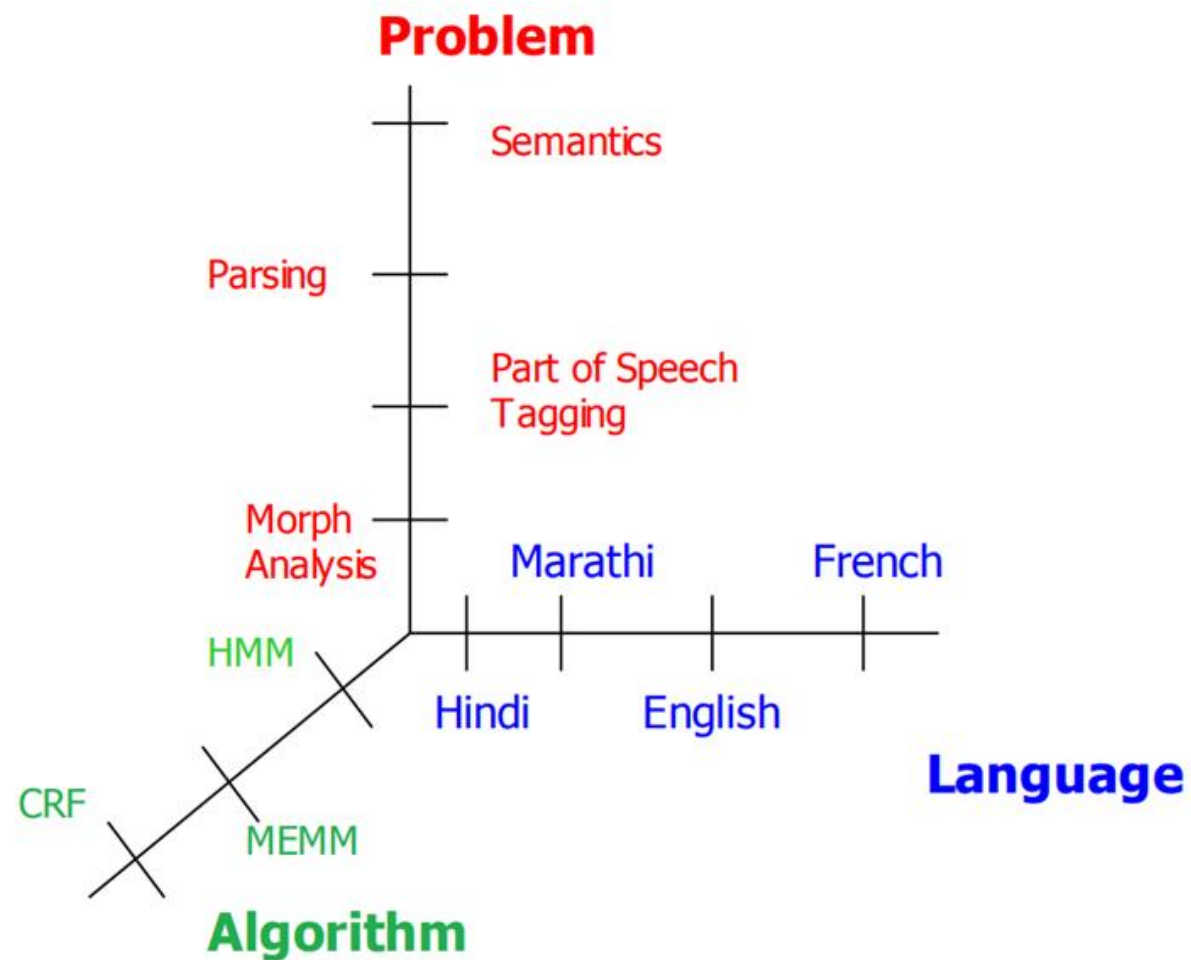 Problem
Semantics
Parsing
Part of Speech
Tagging
Morph
Analysis
Marathi
French
HMM
Hindi
English
Language
CRF
MEMM
Algorithm